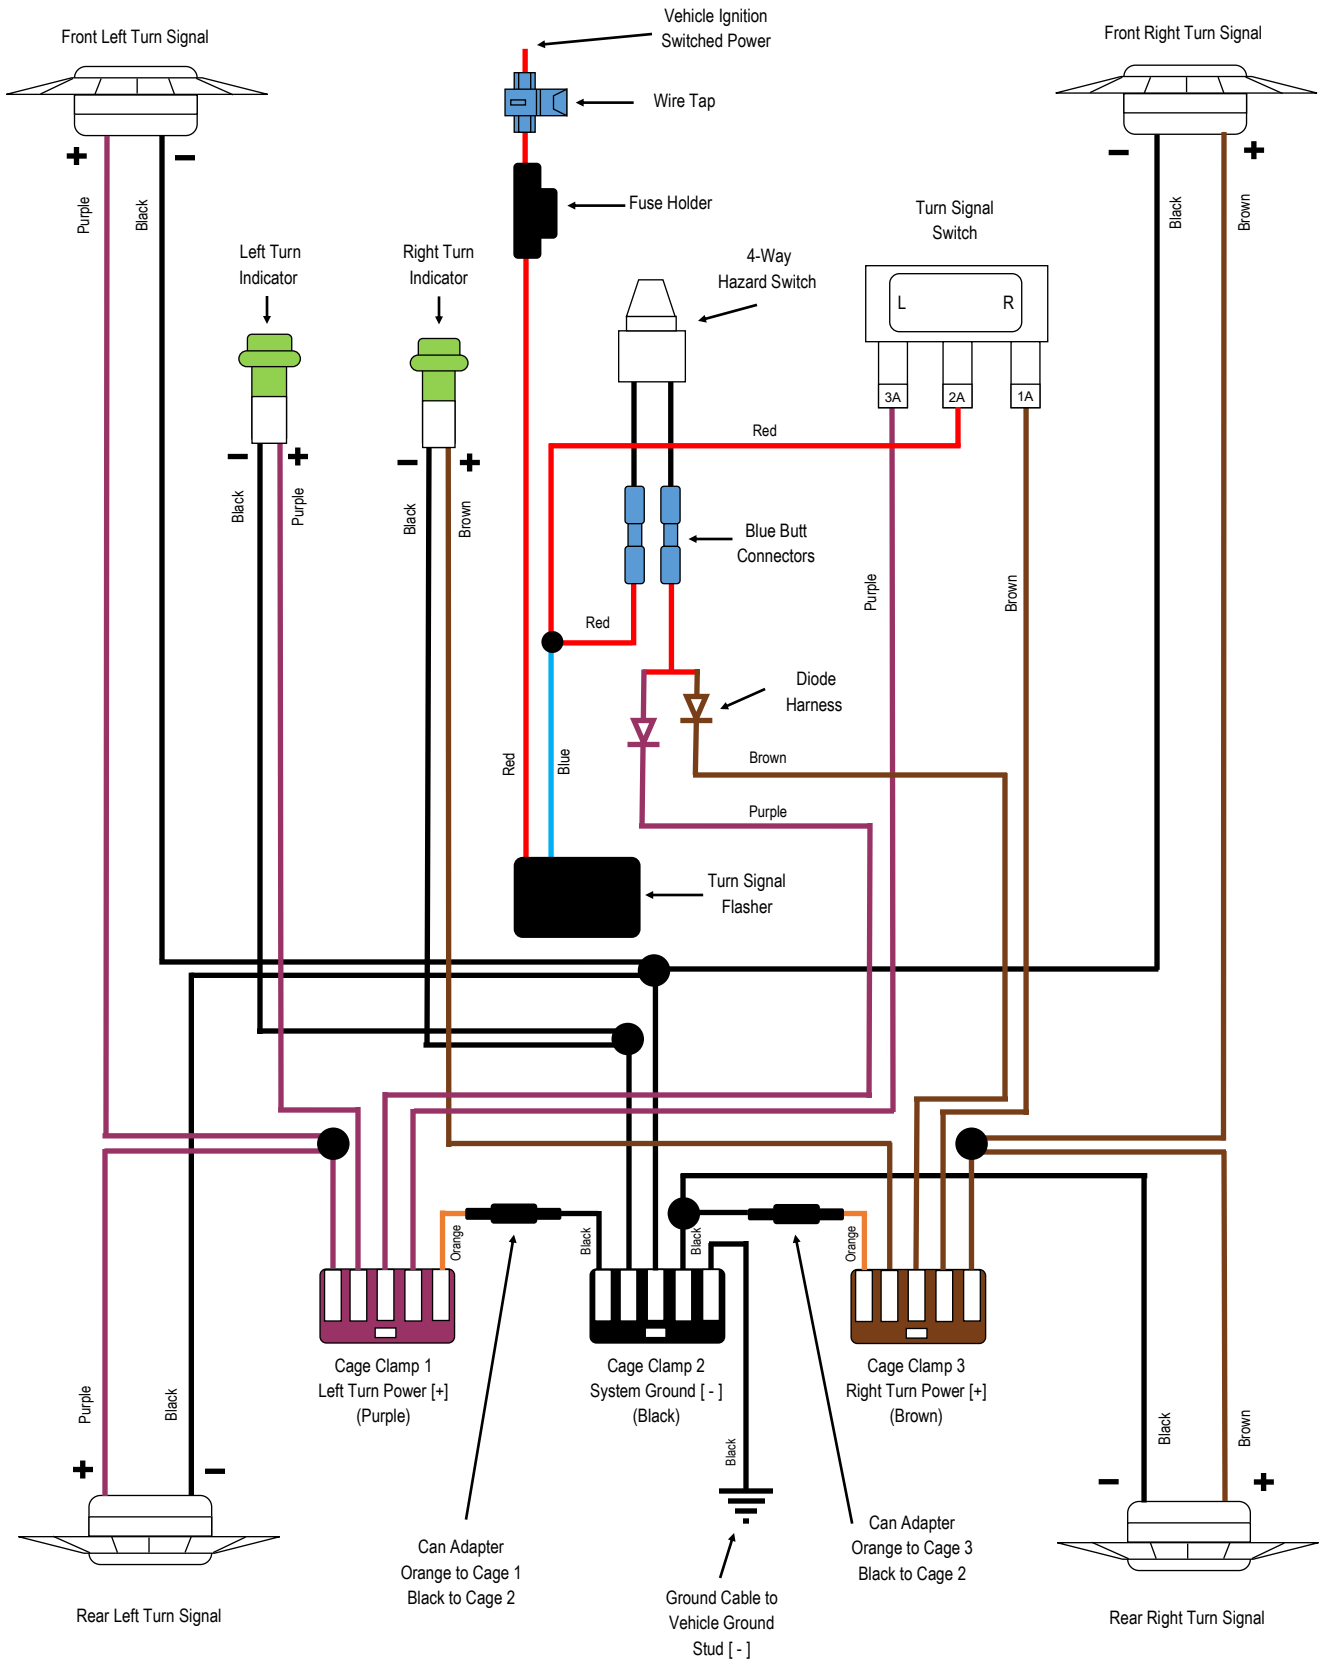 Vehicle Ignition
Switched Power
Front Left Turn Signal
Front Right Turn Signal
Wire Tap
+
−
−
+
Purple
Black
Fuse Holder
Black
Brown
Turn Signal
Switch
Left Turn
Indicator
Right Turn
Indicator
4-Way
Hazard Switch
L
R
3A
2A
1A
Red
−
+
−
+
Black
Purple
Black
Brown
Blue Butt
Connectors
Purple
Brown
Red
Diode
Harness
Red
Blue
Brown
Purple
Turn Signal
Flasher
Orange
Black
Black
Orange
Cage Clamp 1
Left Turn Power [+]
(Purple)
Cage Clamp 2
System Ground [ - ]
(Black)
Cage Clamp 3
Right Turn Power [+]
(Brown)
Purple
Black
Black
Black
Brown
+
−
−
+
Can Adapter
Orange to Cage 1
Black to Cage 2
Can Adapter
Orange to Cage 3
Black to Cage 2
Ground Cable to
Vehicle Ground
Stud [ - ]
Rear Left Turn Signal
Rear Right Turn Signal